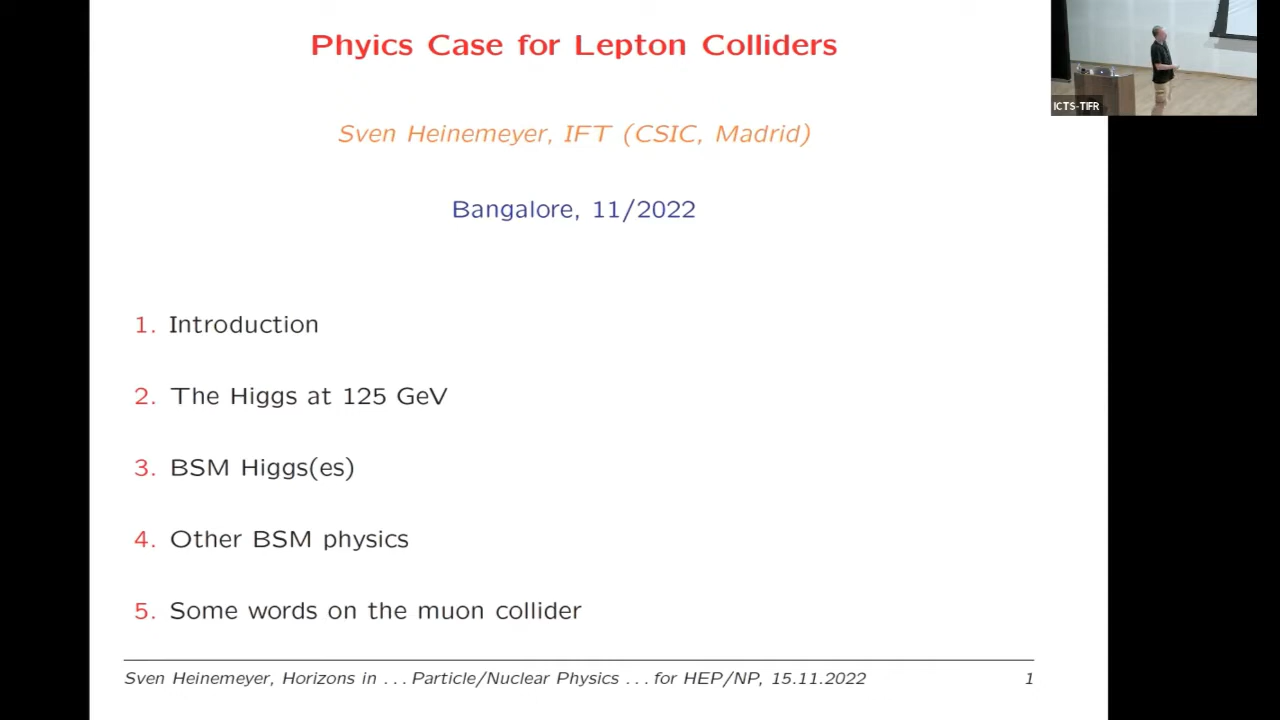 Phyics Case for Lepton Colliders
Sven Heinemeyer, IFT (CSIC, Madrid)
Bangalore, 11/2022
1. Introduction
2. The Higgs at 125 GeV
3. BSM Higgs(es)
4. Other BSM physics
5. Some words on the muon collider
Sven Heinemeyer, Horizons in ... Particle/Nuclear Physics ... for HEP/NP, 15.11.2022 1
ICTS-TIFR